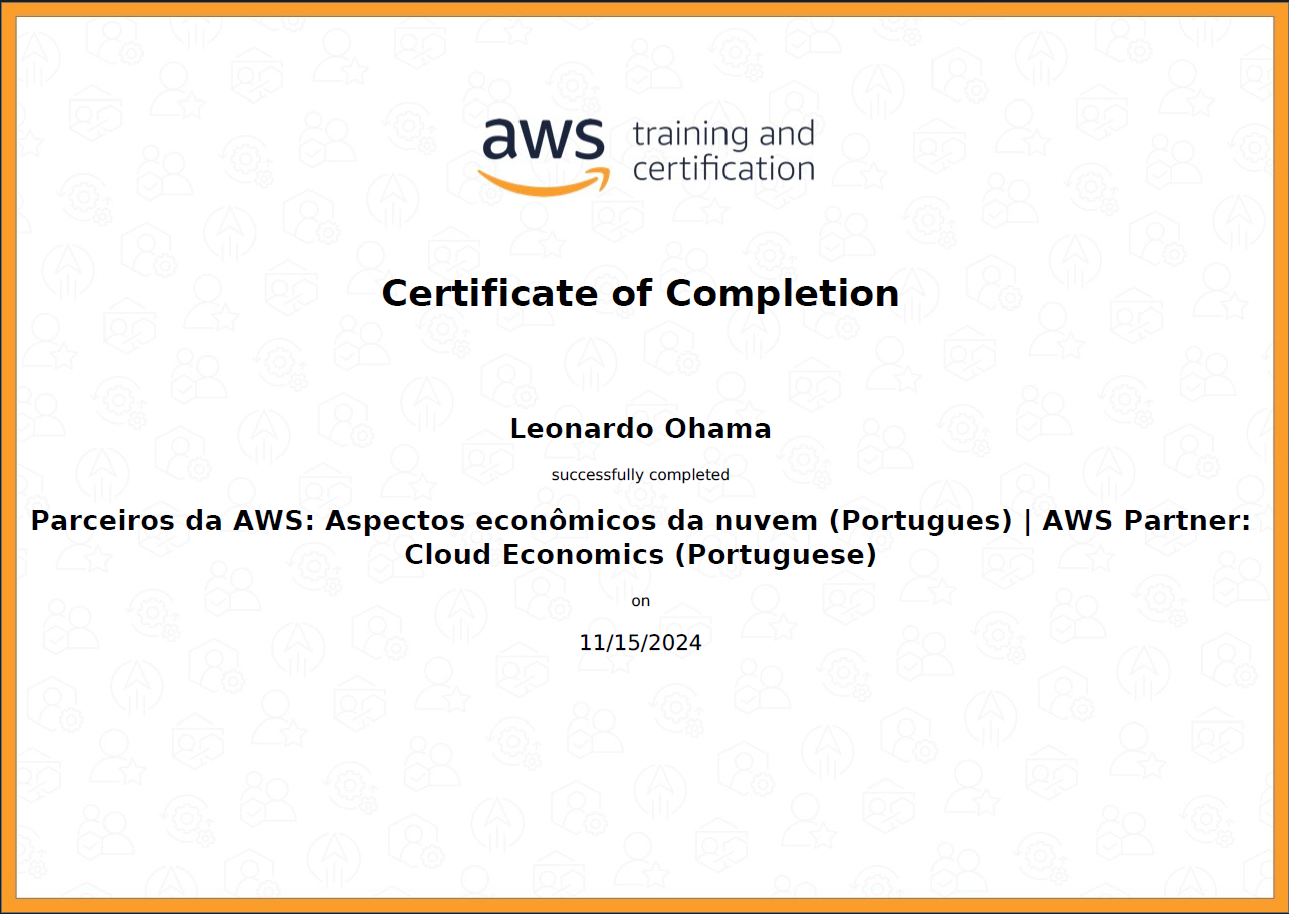 aws training and
certification
Certificate of Completion
Leonardo Ohama
successfully completed
Parceiros da AWS: Aspectos econômicos da nuvem (Portugues) | AWS Partner:
Cloud Economics (Portuguese)
on
11/15/2024